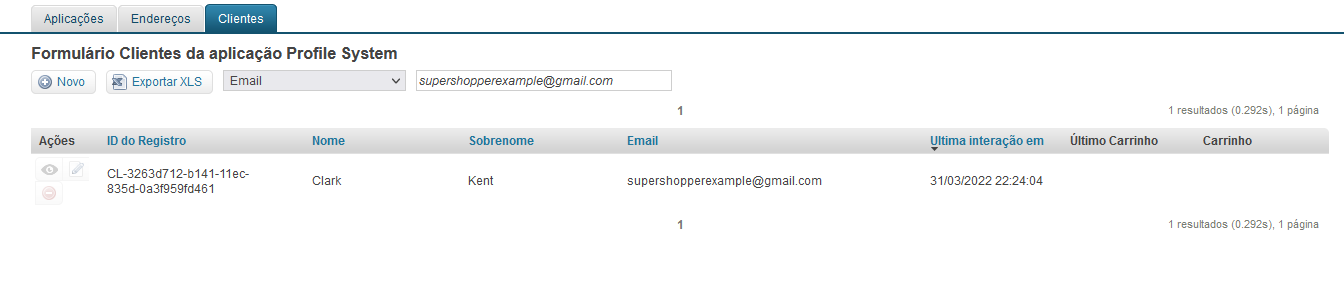 Aplicações Endereços Clientes
Formulário Clientes da aplicação Profile System
Novo Exportar XLS Email supershopperexample@gmail.com
1 1 resultados (0.292s), 1 página
Ações ID do Registro Nome Sobrenome Email Ultima interação em Último Carrinho Carrinho
CL-3263d712-b141-11ec-
835d-0a3f959fd461 Clark Kent supershopperexample@gmail.com 31/03/2022 22:24:04
1 1 resultados (0.292s), 1 página